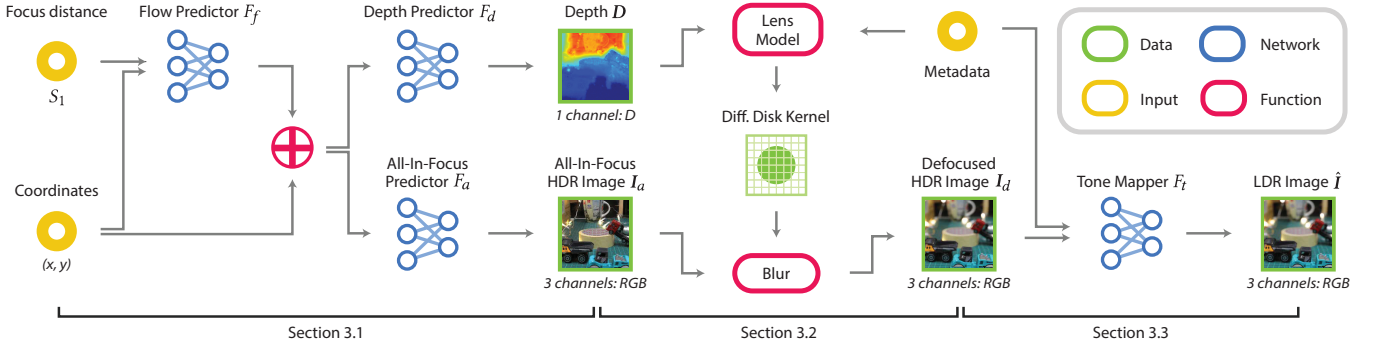 Focus distance
S₁
Coordinates
(x, y)
Flow Predictor F_f
Depth Predictor F_d
All-In-Focus
Predictor F_a
Depth D
1 channel: D
All-In-Focus
HDR Image I_a
3 channels: RGB
Lens
Model
Diff. Disk Kernel
Blur
Metadata
Defocused
HDR Image I_d
3 channels: RGB
Tone Mapper F_t
LDR Image Î
3 channels: RGB
Data
Network
Input
Function
Section 3.1
Section 3.2
Section 3.3